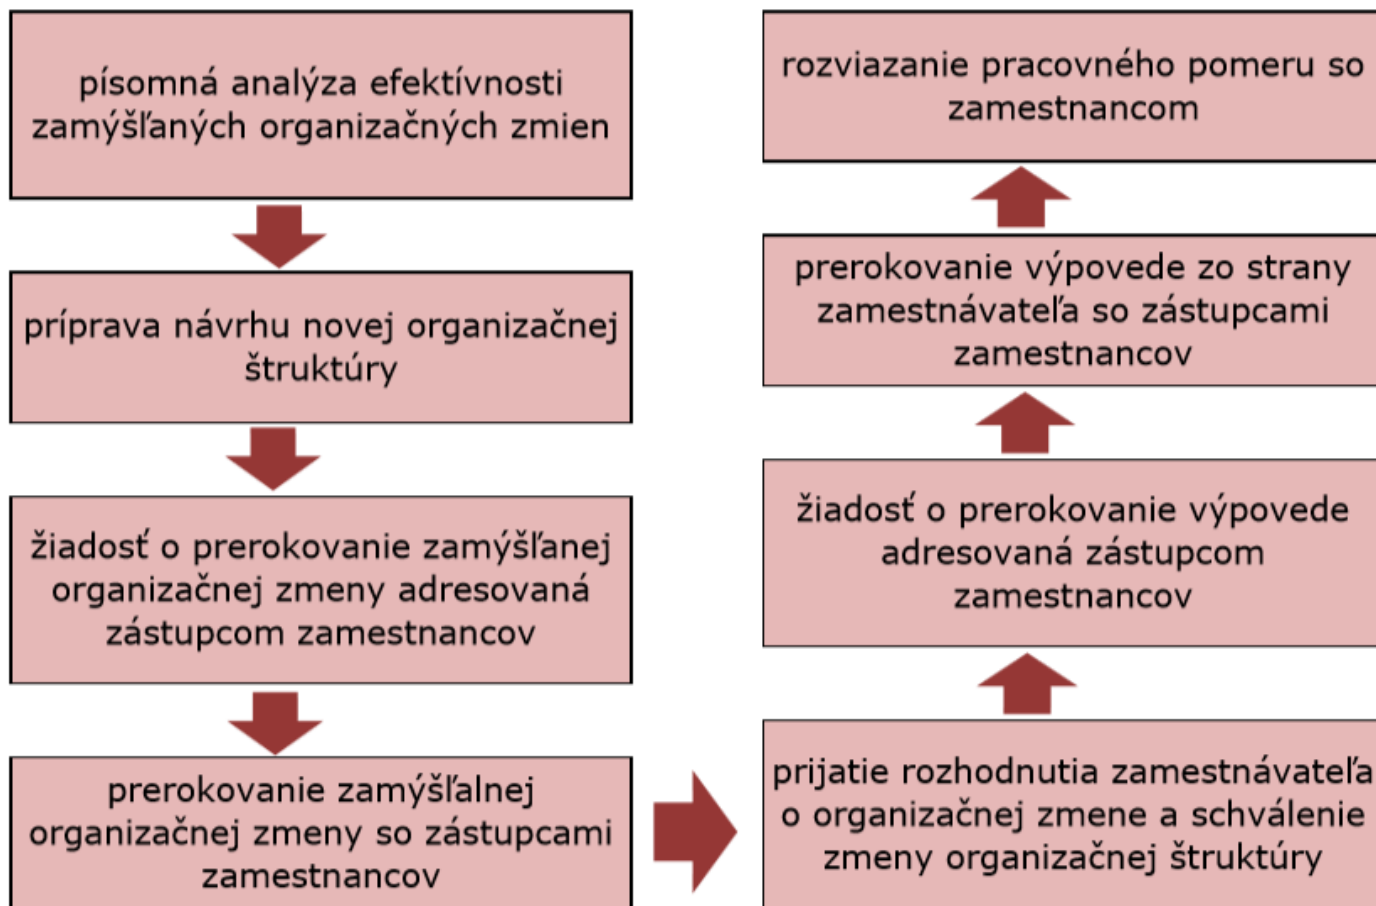 písomná analýza efektívnosti
zamýšľaných organizačných zmien
príprava návrhu novej organizačnej
štruktúry
žiadosť o prerokovanie zamýšľanej
organizačnej zmeny adresovaná
zástupcom zamestnancov
prerokovanie zamýšľalnej
organizačnej zmeny so zástupcami
zamestnancov
prijatie rozhodnutia zamestnávateľa
o organizačnej zmene a schválenie
zmeny organizačnej štruktúry
žiadosť o prerokovanie výpovede
adresovaná zástupcom
zamestnancov
prerokovanie výpovede zo strany
zamestnávateľa so zástupcami
zamestnancov
rozviazanie pracovného pomeru so
zamestnancom